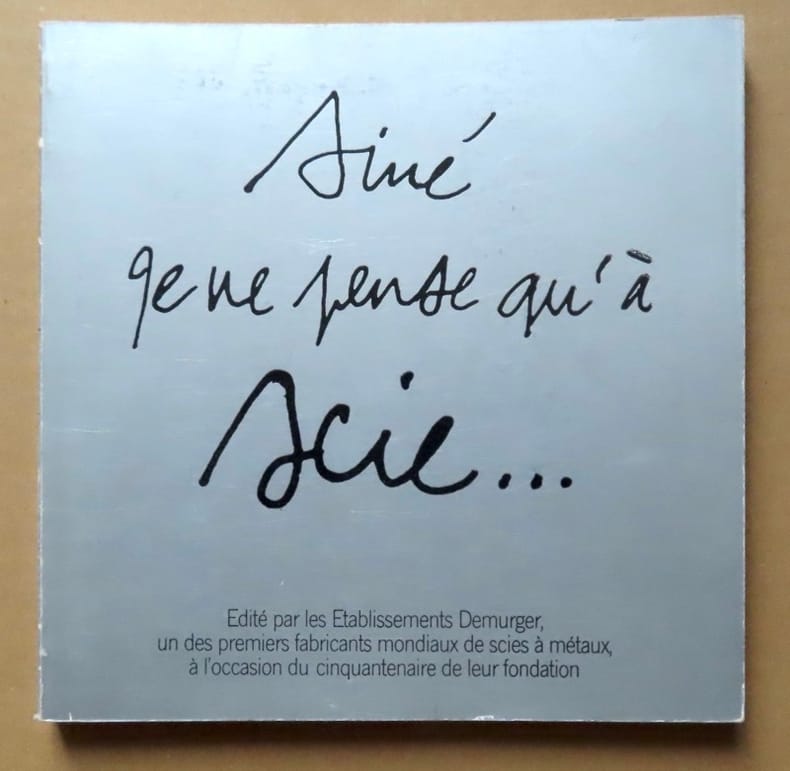 Siné
Je ne pense qu'à
scie...
Edité par les Etablissements Demurger,
un des premiers fabricants mondiaux de scies à métaux,
à l'occasion du cinquantenaire de leur fondation